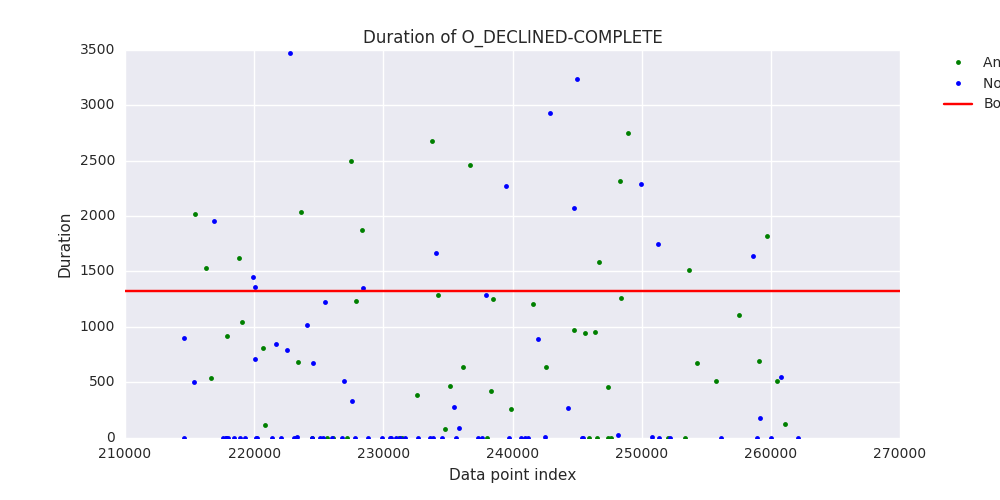 Duration of O_DECLINED-COMPLETE
3500
3000
2500
2000
1500
1000
500
0
Duration
210000 220000 230000 240000 250000 260000 270000
Data point index
An
No
Bo